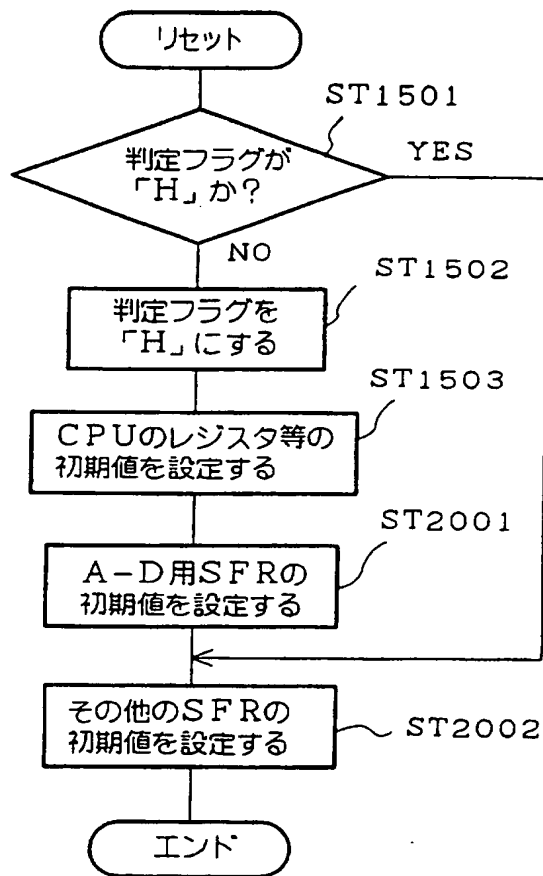 リセット
ST1501
判定フラグが
「H」か?
YES
NO
ST1502
判定フラグを
「H」にする
ST1503
CPUのレジスタ等の
初期値を設定する
ST2001
A-D用SFRの
初期値を設定する
その他のSFRの
初期値を設定する
ST2002
エンド